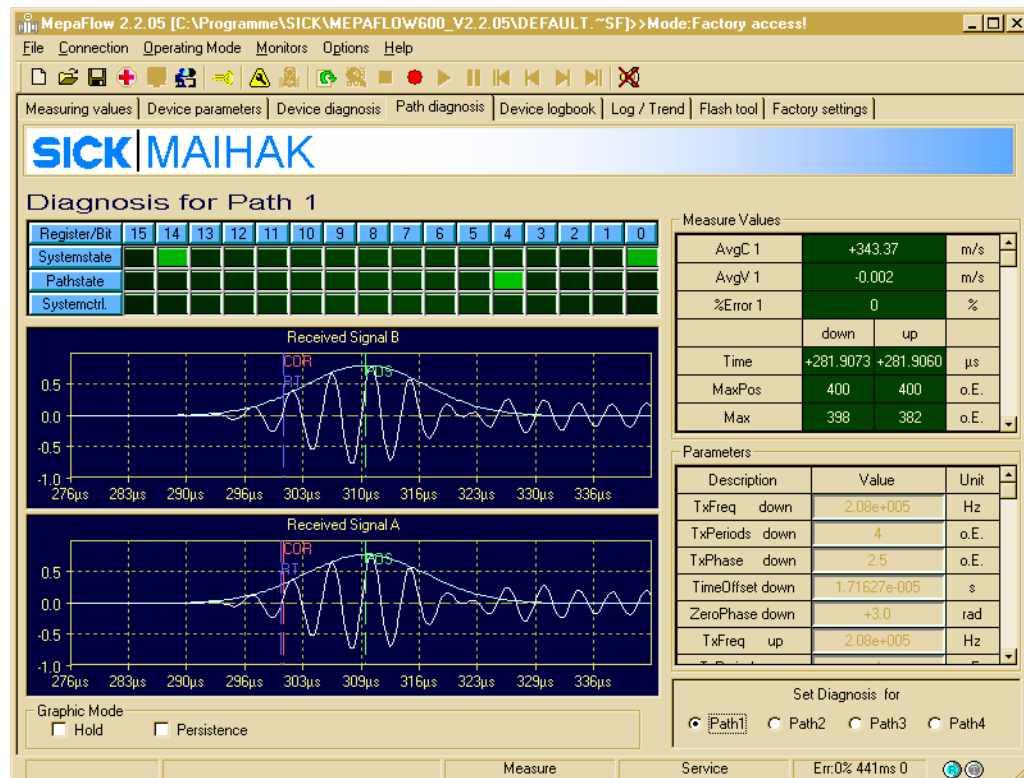 MepaFlow 2.2.05 [C:\Programme\SICK\MEPAFLOW600_V2.2.05\DEFAULT.~SF]>>Mode:Factory access!
File Connection Operating Mode Monitors Options Help
Measuring values Device parameters Device diagnosis Path diagnosis Device logbook Log / Trend Flash tool Factory settings
SICK MAIHAK
Diagnosis for Path 1
Register/Bit 15 14 13 12 11 10 9 8 7 6 5 4 3 2 1 0
Systemstate
Pathstate
Systemctrl.
Received Signal B
COR
RT
POS
0.5
0.0
-0.5
-1.0
276µs 283µs 290µs 296µs 303µs 310µs 316µs 323µs 330µs 336µs
Received Signal A
COR
RT
POS
0.5
0.0
-0.5
-1.0
276µs 283µs 290µs 296µs 303µs 309µs 316µs 323µs 329µs 336µs
Graphic Mode
Hold Persistence
Measure Values
AvgC 1 +343.37 m/s
AvgV 1 -0.002 m/s
%Error 1 0 %
down up
Time +281.9073 +281.9060 µs
MaxPos 400 400 o.E.
Max 398 382 o.E.
Parameters
Description Value Unit
TxFreq down 2.08e+005 Hz
TxPeriods down 4 o.E.
TxPhase down 2.5 o.E.
TimeOffset down 1.71627e-005 s
ZeroPhase down +3.0 rad
TxFreq up 2.08e+005 Hz
Set Diagnosis for
Path1 Path2 Path3 Path4
Measure Service Err:0% 441ms 0